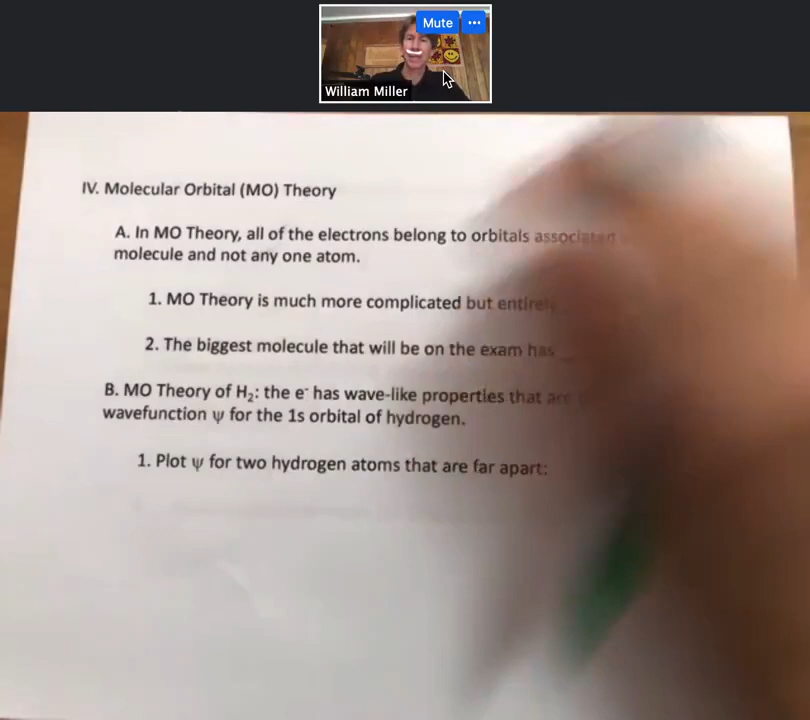 Mute
William Miller
IV. Molecular Orbital (MO) Theory
A. In MO Theory, all of the electrons belong to orbitals associated
molecule and not any one atom.
1. MO Theory is much more complicated but
2. The biggest molecule that will be on the exam has
B. MO Theory of H₂: the e⁻ has wave-like properties that are
wavefunction ψ for the 1s orbital of hydrogen.
1. Plot ψ for two hydrogen atoms that are far apart: